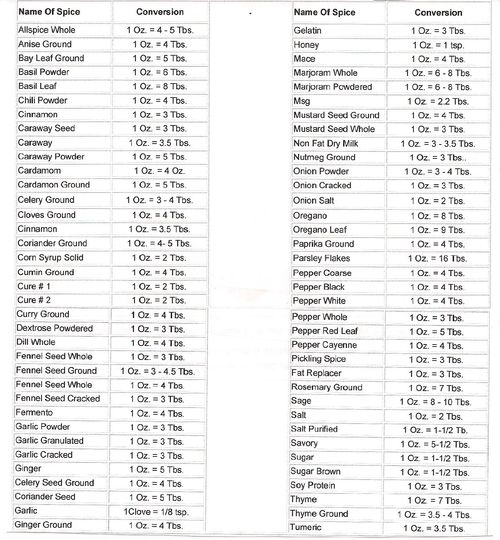 Name Of Spice Conversion
Allspice Whole 1 Oz. = 4 - 5 Tbs.
Anise Ground 1 Oz. = 4 Tbs.
Bay Leaf Ground 1 Oz. = 5 Tbs.
Basil Powder 1 Oz. = 6 Tbs.
Basil Leaf 1 Oz. = 8 Tbs.
Chili Powder 1 Oz. = 4 Tbs.
Cinnamon 1 Oz. = 3 Tbs.
Caraway Seed 1 Oz. = 3 Tbs.
Caraway 1 Oz. = 3.5 Tbs.
Caraway Powder 1 Oz. = 5 Tbs.
Cardamom 1 Oz. = 4 Oz.
Cardamon Ground 1 Oz. = 5 Tbs.
Celery Ground 1 Oz. = 3 - 4 Tbs.
Cloves Ground 1 Oz. = 4 Tbs.
Cinnamon 1 Oz. = 3.5 Tbs.
Coriander Ground 1 Oz. = 4- 5 Tbs.
Corn Syrup Solid 1 Oz. = 2 Tbs.
Cumin Ground 1 Oz. = 4 Tbs.
Cure # 1 1 Oz. = 2 Tbs.
Cure # 2 1 Oz. = 2 Tbs.
Curry Ground 1 Oz. = 4 Tbs.
Dextrose Powdered 1 Oz. = 3 Tbs.
Dill Whole 1 Oz. = 4 Tbs.
Fennel Seed Whole 1 Oz. = 3 Tbs.
Fennel Seed Ground 1 Oz. = 3 - 4.5 Tbs.
Fennel Seed Whole 1 Oz. = 4 Tbs.
Fennel Seed Cracked 1 Oz. = 3 Tbs.
Fermento 1 Oz. = 4 Tbs.
Garlic Powder 1 Oz. = 3 Tbs.
Garlic Granulated 1 Oz. = 3 Tbs.
Garlic Cracked 1 Oz. = 3 Tbs.
Ginger 1 Oz. = 5 Tbs.
Celery Seed Ground 1 Oz. = 4 Tbs.
Coriander Seed 1 Oz. = 5 Tbs.
Garlic 1Clove = 1/8 tsp.
Ginger Ground 1 Oz. = 4 Tbs.
Name Of Spice Conversion
Gelatin 1 Oz. = 3 Tbs.
Honey 1 Oz. = 1 tsp.
Mace 1 Oz. = 4 Tbs.
Marjoram Whole 1 Oz. = 6 - 8 Tbs.
Marjoram Powdered 1 Oz. = 6 - 8 Tbs.
Msg 1 Oz. = 2.2 Tbs.
Mustard Seed Ground 1 Oz. = 4 Tbs.
Mustard Seed Whole 1 Oz. = 3 Tbs.
Non Fat Dry Milk 1 Oz. = 3 - 3.5 Tbs.
Nutmeg Ground 1 Oz. = 3 Tbs..
Onion Powder 1 Oz. = 3 - 4 Tbs.
Onion Cracked 1 Oz. = 3 Tbs.
Onion Salt 1 Oz. = 2 Tbs.
Oregano 1 Oz. = 8 Tbs.
Oregano Leaf 1 Oz. = 9 Tbs.
Paprika Ground 1 Oz. = 4 Tbs.
Parsley Flakes 1 Oz. = 16 Tbs.
Pepper Coarse 1 Oz. = 4 Tbs.
Pepper Black 1 Oz. = 4 Tbs.
Pepper White 1 Oz. = 4 Tbs.
Pepper Whole 1 Oz. = 3 Tbs.
Pepper Red Leaf 1 Oz. = 5 Tbs.
Pepper Cayenne 1 Oz. = 4 Tbs.
Pickling Spice 1 Oz. = 3 Tbs.
Fat Replacer 1 Oz. = 3 Tbs.
Rosemary Ground 1 Oz. = 7 Tbs.
Sage 1 Oz. = 8 - 10 Tbs.
Salt 1 Oz. = 2 Tbs.
Salt Purified 1 Oz. = 1-1/2 Tb.
Savory 1 Oz. = 5-1/2 Tbs.
Sugar 1 Oz. = 1-1/2 Tbs.
Sugar Brown 1 Oz. = 1-1/2 Tbs.
Soy Protein 1 Oz. = 3 Tbs.
Thyme 1 Oz. = 7 Tbs.
Thyme Ground 1 Oz. = 3.5 - 4 Tbs.
Tumeric 1 Oz. = 3.5 Tbs.